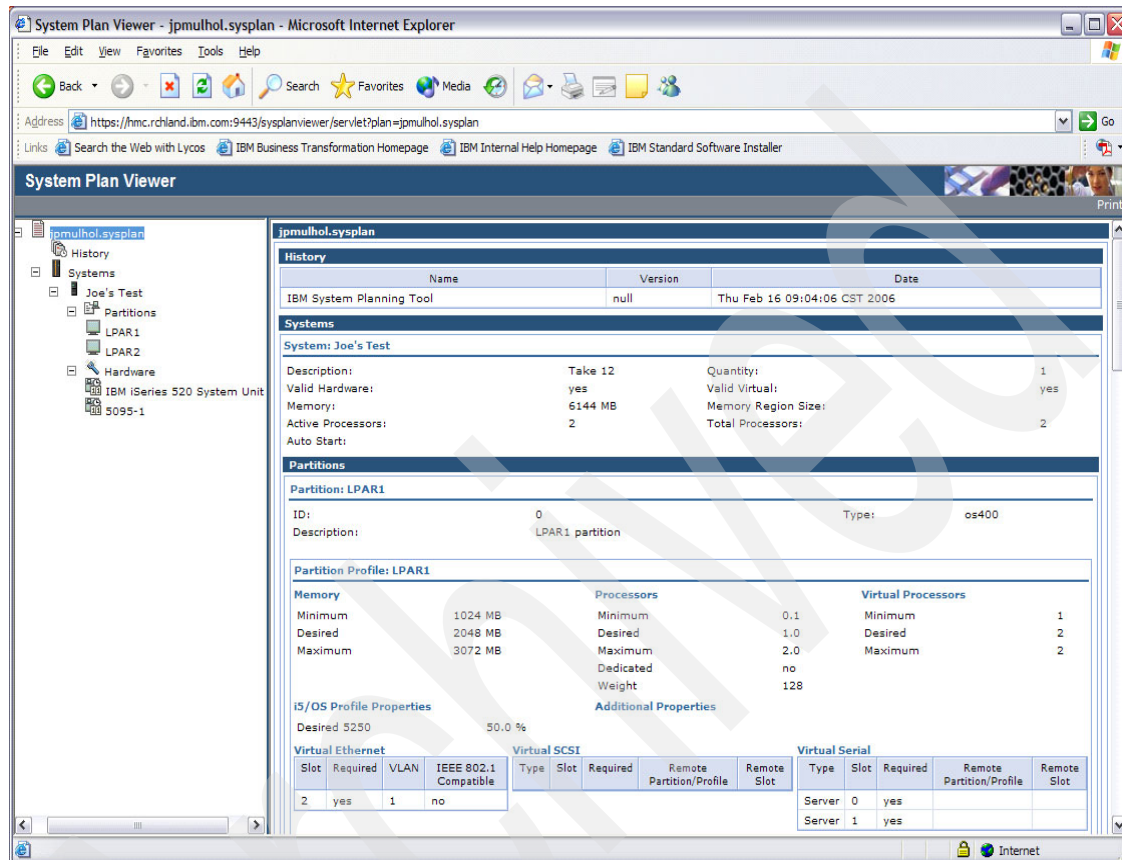 System Plan Viewer - jpmulhol.sysplan - Microsoft Internet Explorer
File Edit View Favorites Tools Help
Back Search Favorites Media
Address https://hmc.rchland.ibm.com:9443/sysplanviewer/servlet?plan=jpmulhol.sysplan Go
Links Search the Web with Lycos IBM Business Transformation Homepage IBM Internal Help Homepage IBM Standard Software Installer
System Plan Viewer
Print
jpmulhol.sysplan
History
Systems
Joe's Test
Partitions
LPAR1
LPAR2
Hardware
IBM iSeries 520 System Unit
5095-1
jpmulhol.sysplan
History
Name Version Date
IBM System Planning Tool null Thu Feb 16 09:04:06 CST 2006
Systems
System: Joe's Test
Description: Take 12 Quantity: 1
Valid Hardware: yes Valid Virtual: yes
Memory: 6144 MB Memory Region Size:
Active Processors: 2 Total Processors: 2
Auto Start:
Partitions
Partition: LPAR1
ID: 0 Type: os400
Description: LPAR1 partition
Partition Profile: LPAR1
Memory Processors Virtual Processors
Minimum 1024 MB Minimum 0.1 Minimum 1
Desired 2048 MB Desired 1.0 Desired 2
Maximum 3072 MB Maximum 2.0 Maximum 2
Dedicated no
Weight 128
i5/OS Profile Properties Additional Properties
Desired 5250 50.0 %
Virtual Ethernet Virtual SCSI Virtual Serial
Slot Required VLAN IEEE 802.1 Compatible Type Slot Required Remote Partition/Profile Remote Slot Type Slot Required Remote Partition/Profile Remote Slot
2 yes 1 no
Server 0 yes
Server 1 yes
Internet